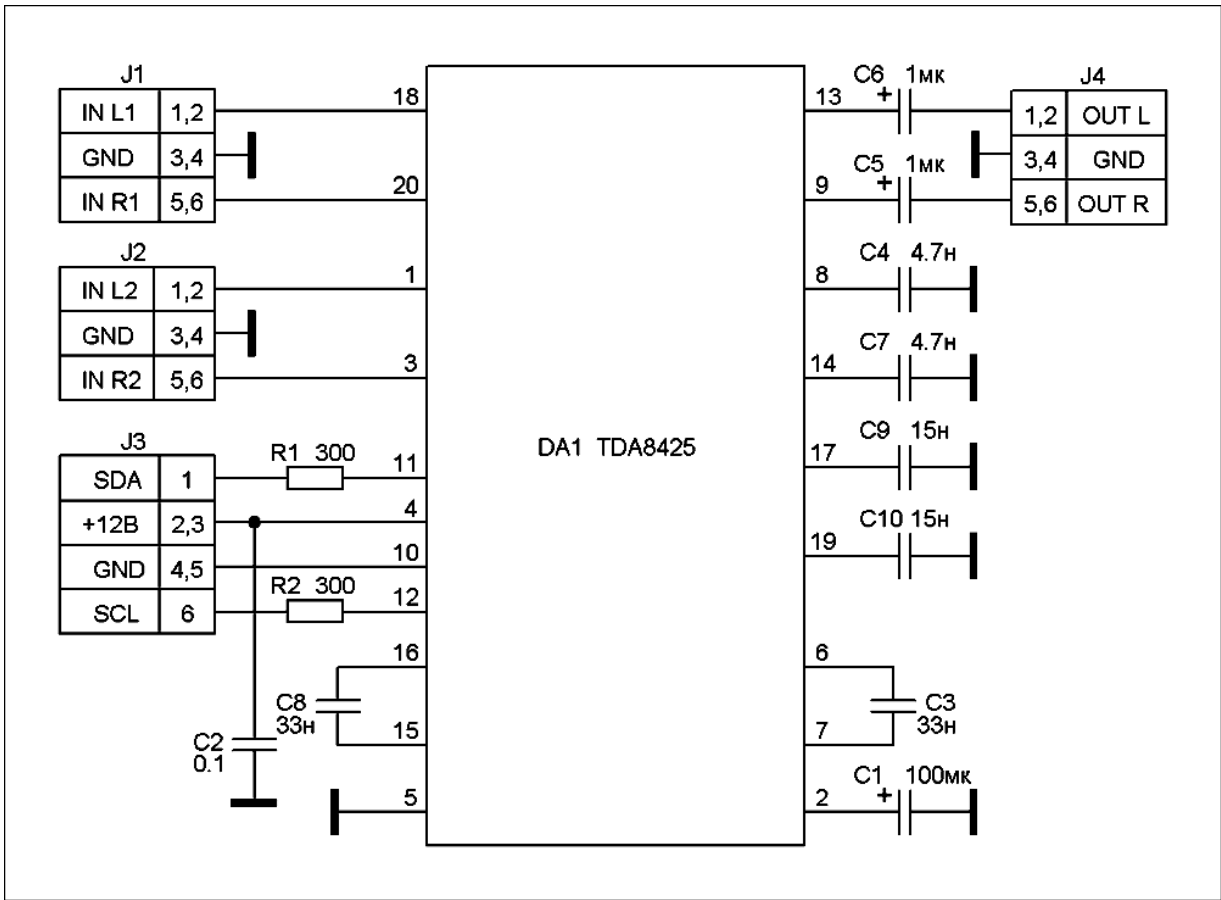 J1
IN L1 1,2
GND 3,4
IN R1 5,6
J2
IN L2 1,2
GND 3,4
IN R2 5,6
J3
SDA 1
+12В 2,3
GND 4,5
SCL 6
R1 300
R2 300
C8
33н
C2
0.1
18
20
1
3
11
4
10
12
16
15
5
DA1 TDA8425
13
9
8
14
17
19
6
7
2
C6 1мк
+
C5 1мк
+
C4 4.7н
C7 4.7н
C9 15н
C10 15н
C3
33н
C1 100мк
+
J4
1,2 OUT L
3,4 GND
5,6 OUT R